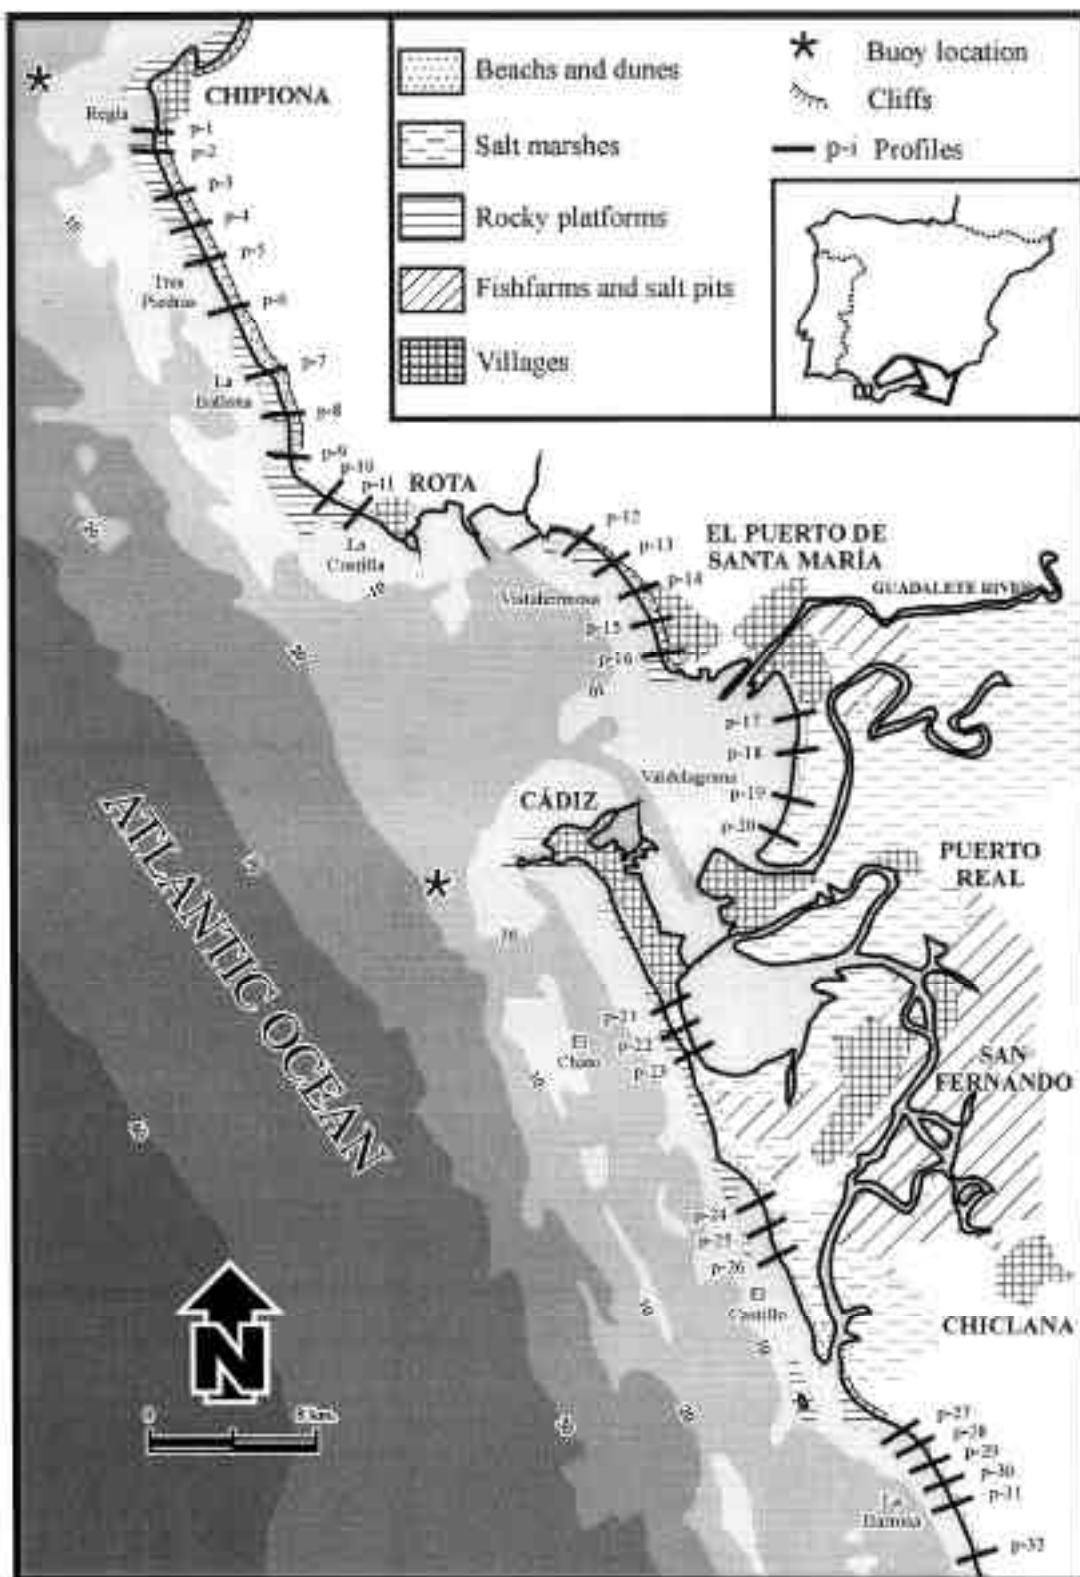 Beachs and dunes
Salt marshes
Rocky platforms
Fishfarms and salt pits
Villages
Buoy location
Cliffs
p-i Profiles
CHIPIONA
Regla
p-1
p-2
p-3
p-4
p-5
Tres
Piedras
p-6
p-7
La
p-8
p-9
p-10
p-11
ROTA
La
Costilla
p-12
p-13
p-14
p-15
p-16
EL PUERTO DE
SANTA MARÍA
GUADALETE RIVER
Vistahermosa
p-17
p-18
Valdelagrana
p-19
p-20
CÁDIZ
PUERTO
REAL
ATLANTIC OCEAN
p-21
p-22
p-23
El
Chato
SAN
FERNANDO
p-24
p-25
p-26
El
Castillo
CHICLANA
N
0
5 km.
p-27
p-28
p-29
p-30
p-31
La
Barrosa
p-32